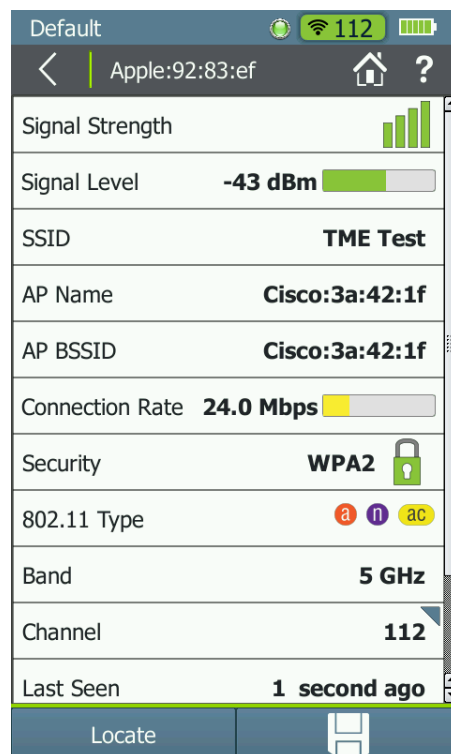 Default 112
Apple:92:83:ef ?
Signal Strength
Signal Level -43 dBm
SSID TME Test
AP Name Cisco:3a:42:1f
AP BSSID Cisco:3a:42:1f
Connection Rate 24.0 Mbps
Security WPA2
802.11 Type a n ac
Band 5 GHz
Channel 112
Last Seen 1 second ago
Locate